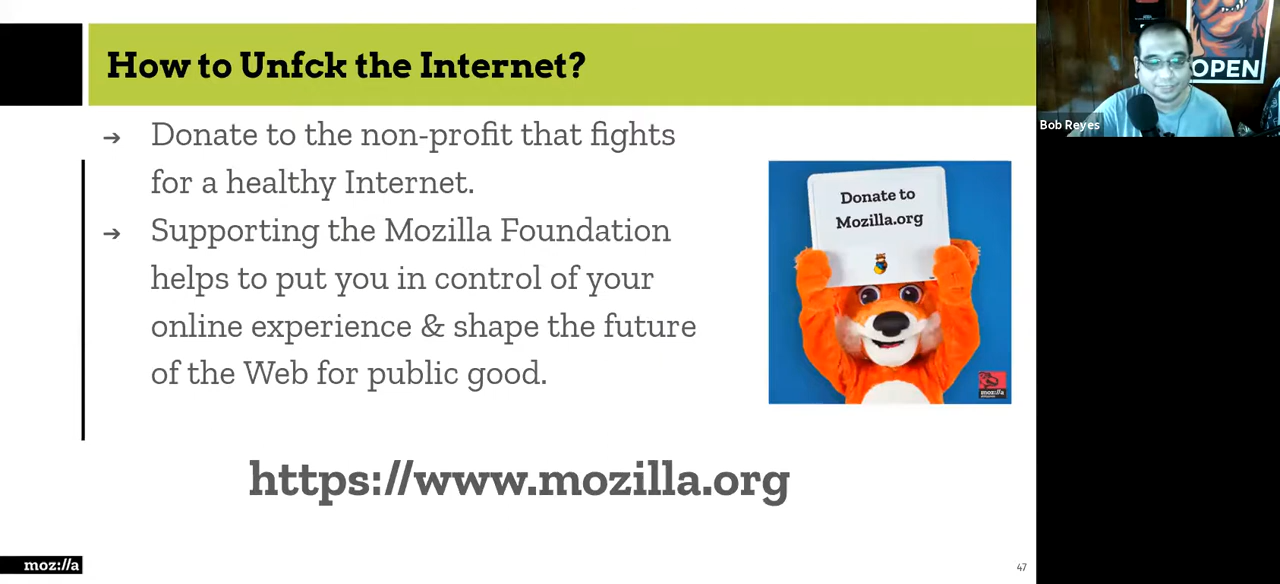 How to Unfck the Internet?
➔ Donate to the non-profit that fights
for a healthy Internet.
➔ Supporting the Mozilla Foundation
helps to put you in control of your
online experience & shape the future
of the Web for public good.
Donate to
Mozilla.org
moz://a
https://www.mozilla.org
moz://a
47
OPEN
Bob Reyes